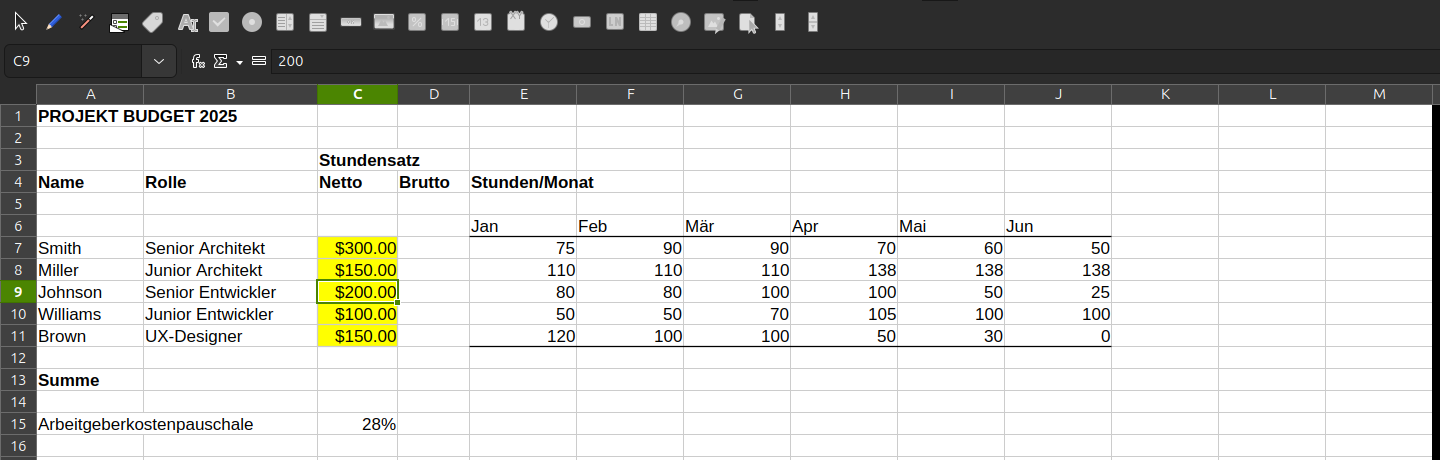 C9 fx Σ = 200
A B C D E F G H I J K L M
1 PROJEKT BUDGET 2025
2
3 Stundensatz
4 Name Rolle Netto Brutto Stunden/Monat
5
6 Jan Feb Mär Apr Mai Jun
7 Smith Senior Architekt $300.00 75 90 90 70 60 50
8 Miller Junior Architekt $150.00 110 110 110 138 138 138
9 Johnson Senior Entwickler $200.00 80 80 100 100 50 25
10 Williams Junior Entwickler $100.00 50 50 70 105 100 100
11 Brown UX-Designer $150.00 120 100 100 50 30 0
12
13 Summe
14
15 Arbeitgeberkostenpauschale 28%
16